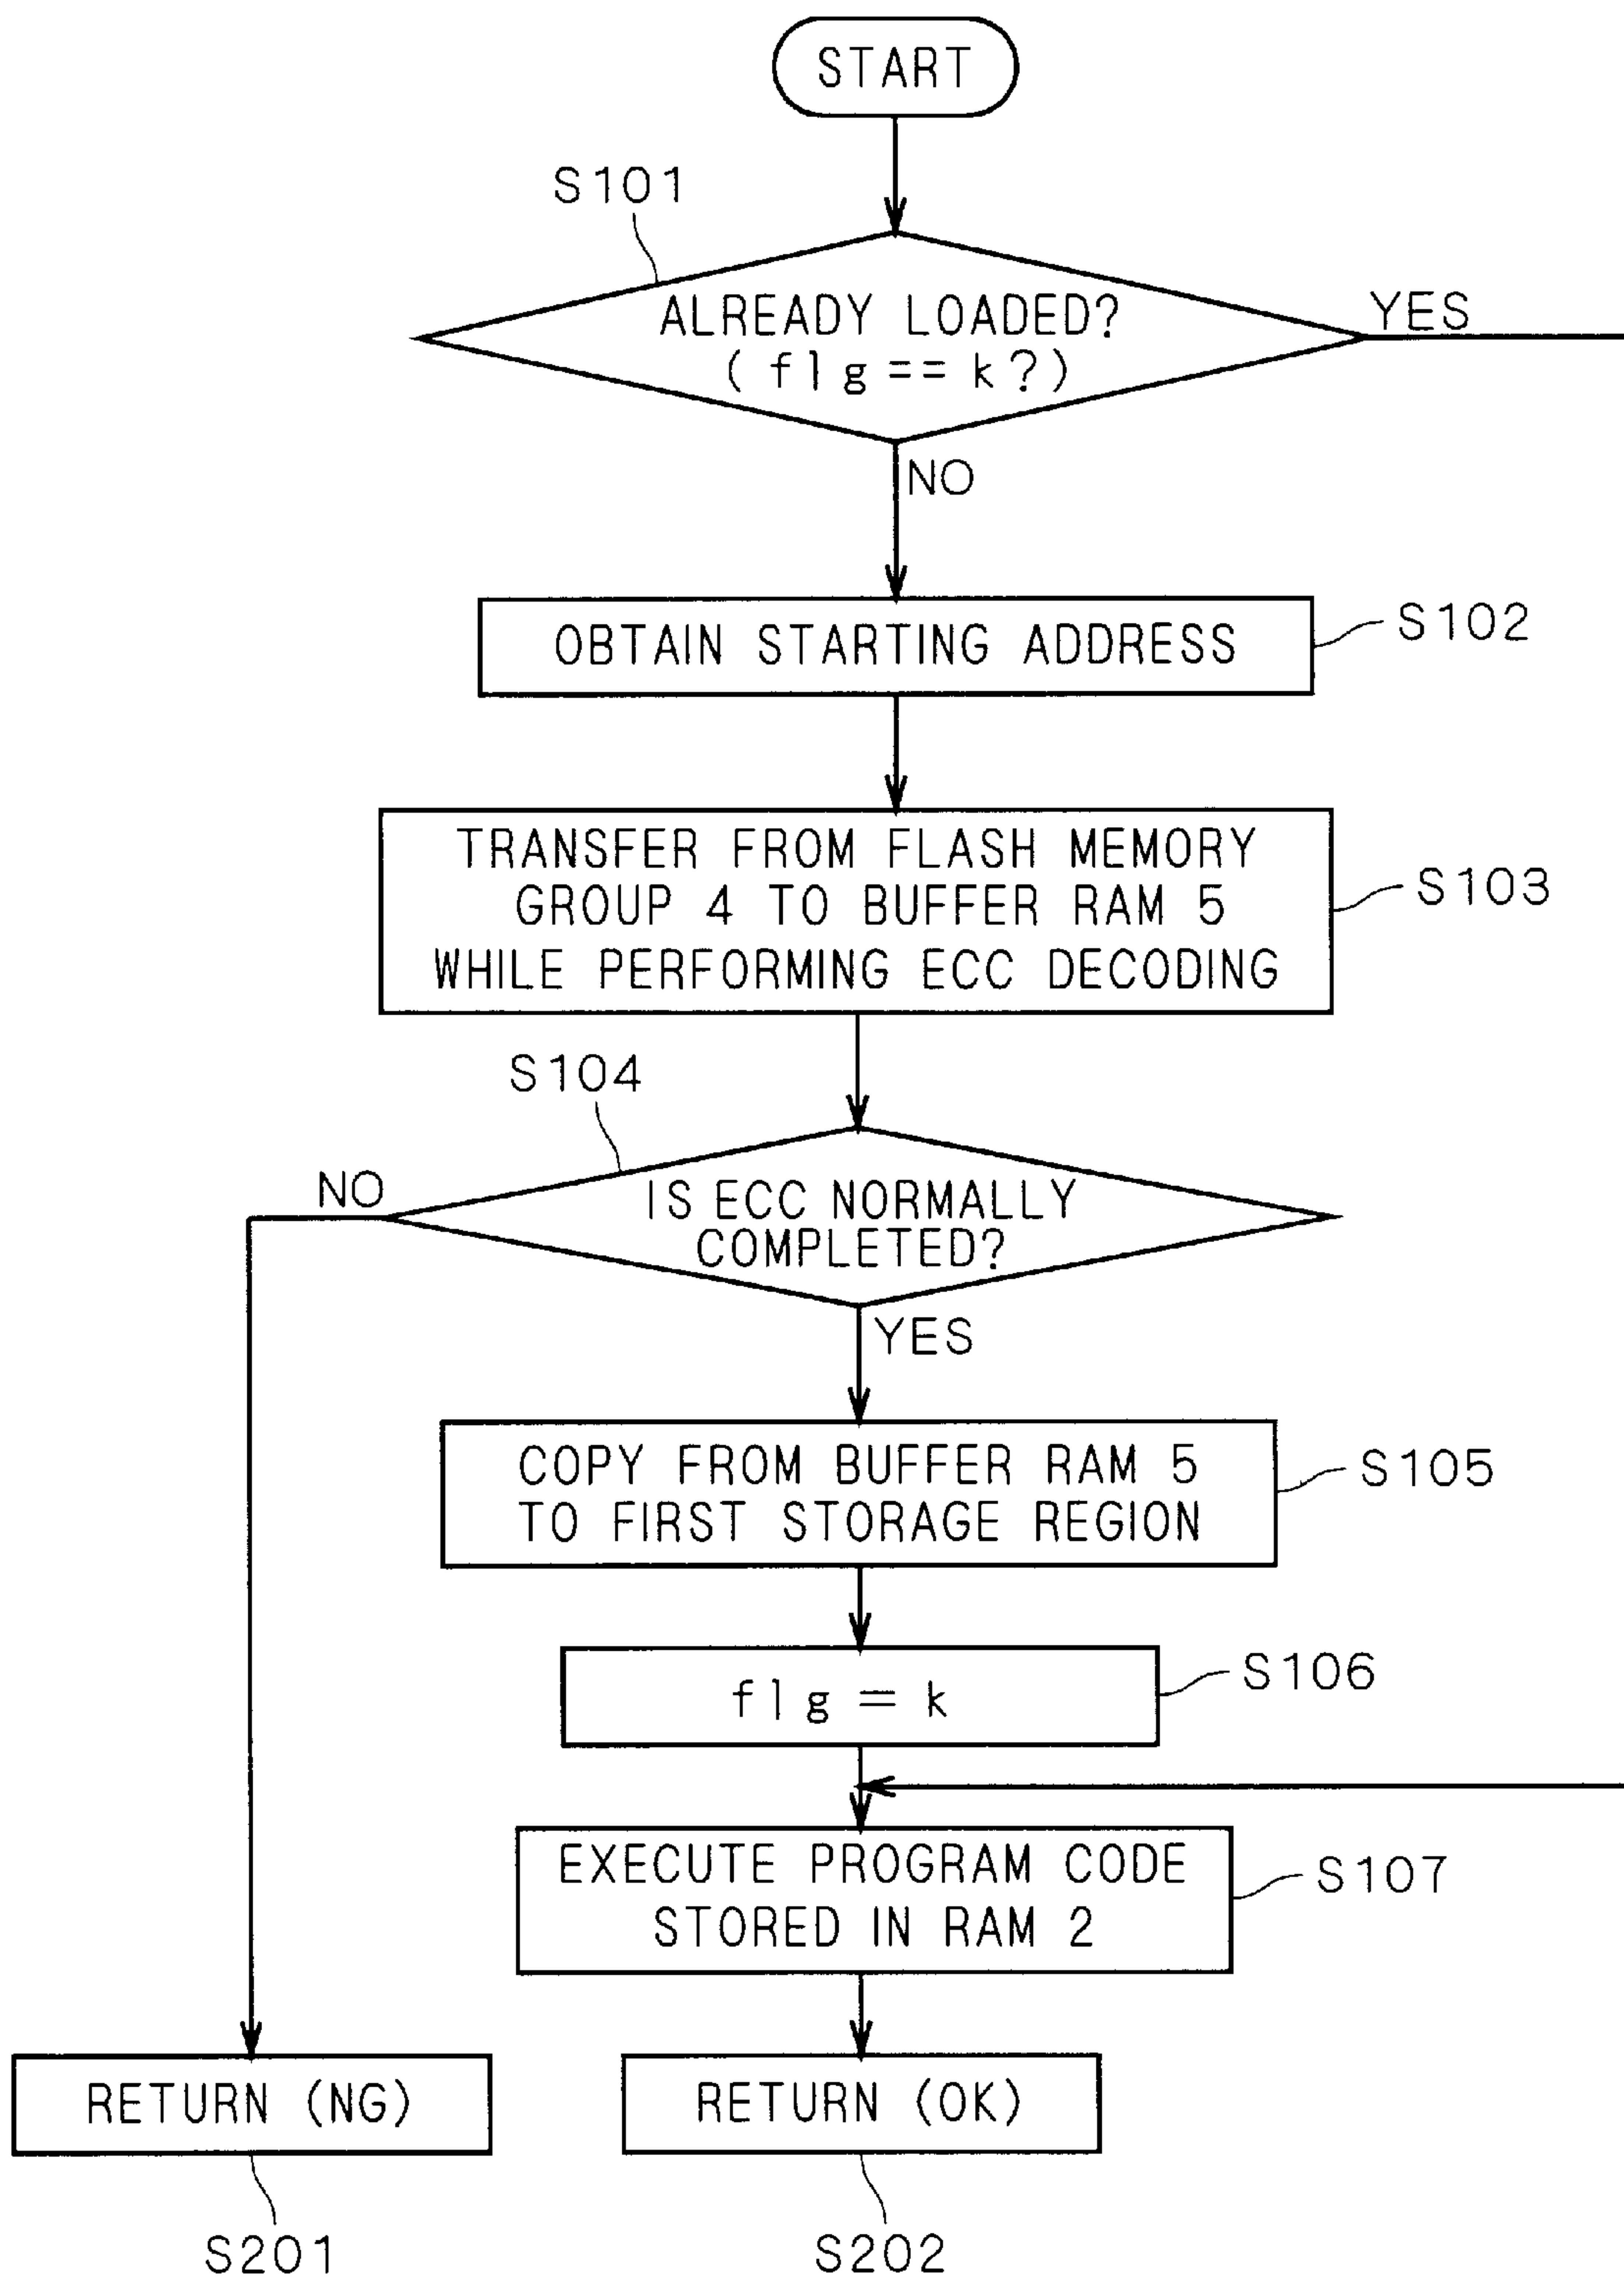 START
S101
ALREADY LOADED?
(flg==k?)
YES
NO
OBTAIN STARTING ADDRESS
S102
TRANSFER FROM FLASH MEMORY
GROUP 4 TO BUFFER RAM 5
WHILE PERFORMING ECC DECODING
S103
S104
NO
IS ECC NORMALLY
COMPLETED?
YES
COPY FROM BUFFER RAM 5
TO FIRST STORAGE REGION
S105
flg = k
S106
EXECUTE PROGRAM CODE
STORED IN RAM 2
S107
RETURN (NG)
RETURN (OK)
S201
S202